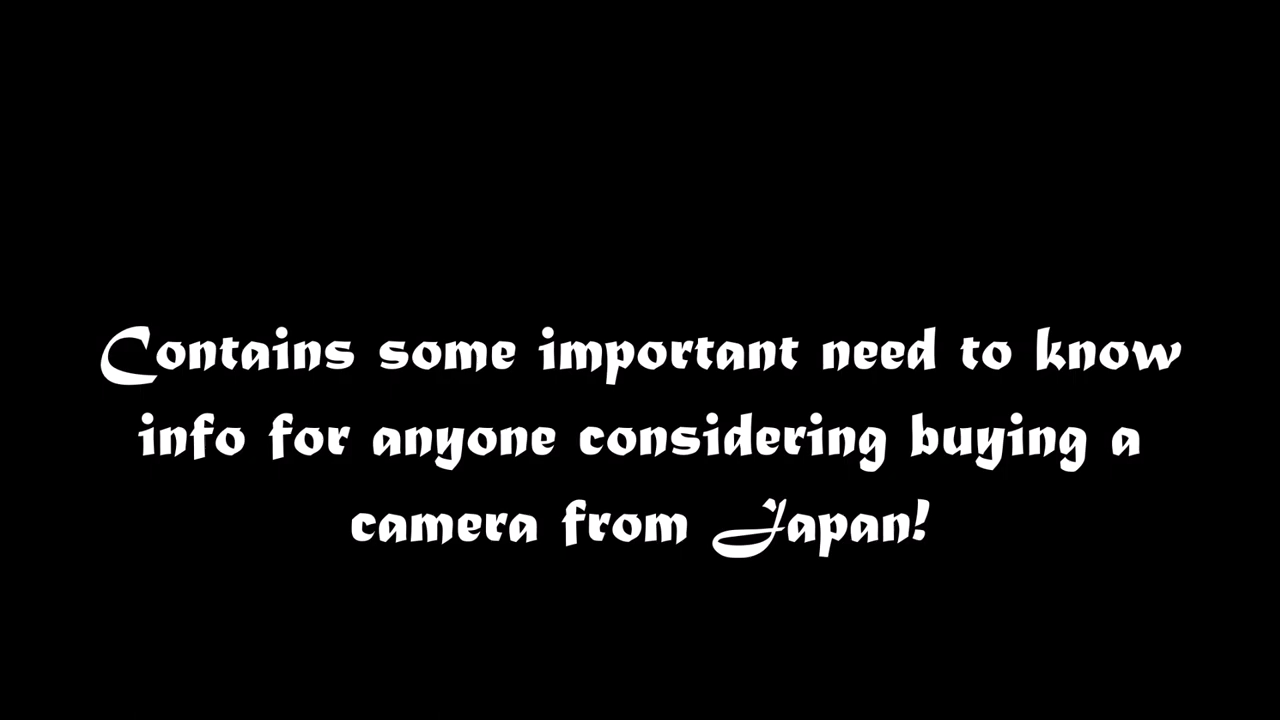 Contains some important need to know
info for anyone considering buying a
camera from Japan!